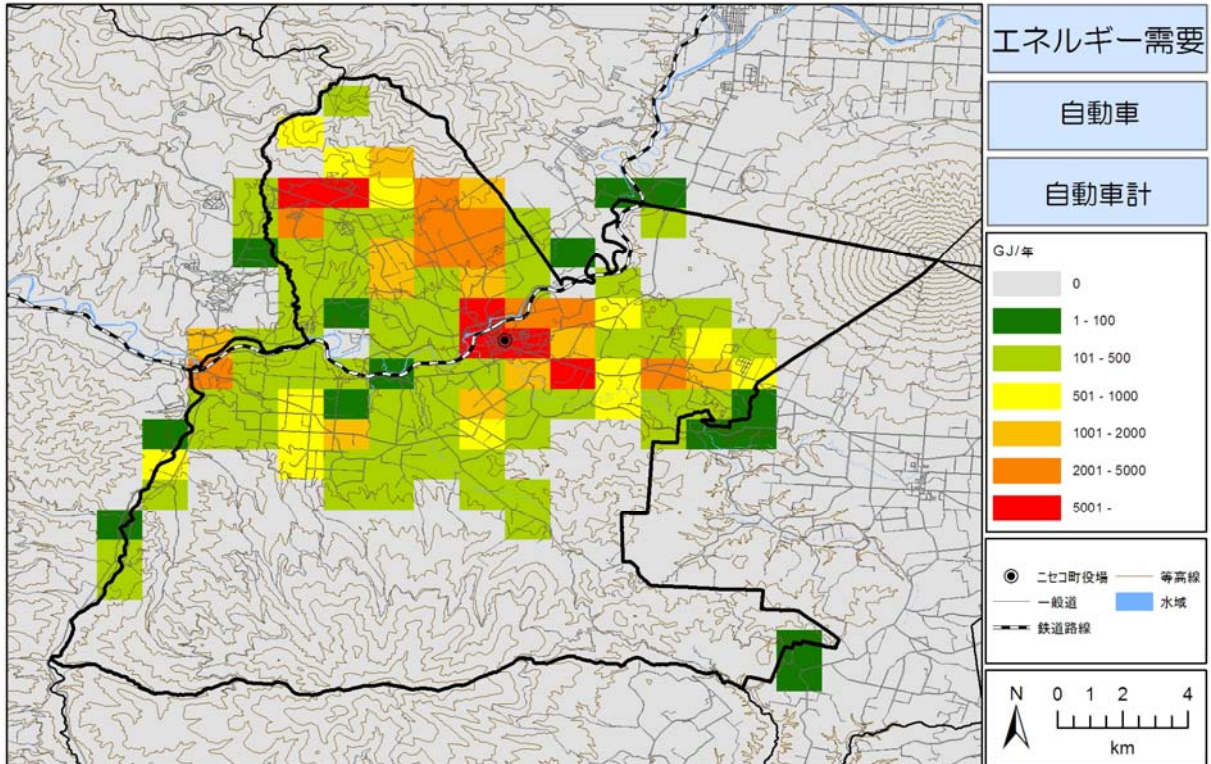 エネルギー需要
自動車
自動車計
GJ/年
0
1 - 100
101 - 500
501 - 1000
1001 - 2000
2001 - 5000
5001 -
ニセコ町役場
等高線
一般道
水域
鉄道路線
N
0 1 2 4
km